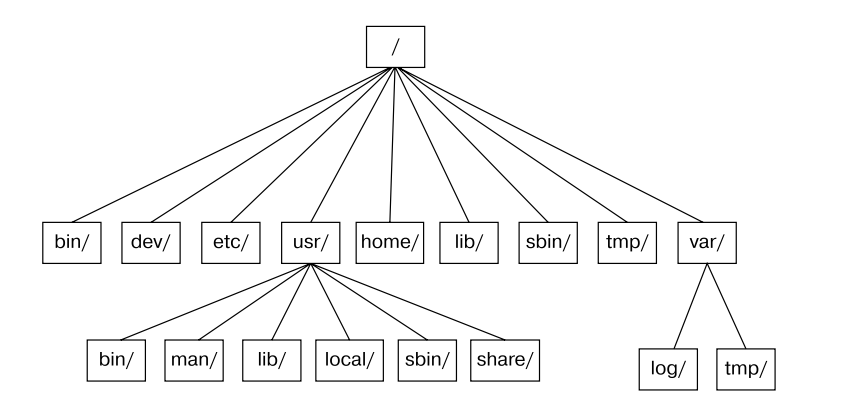 /
bin/ dev/ etc/ usr/ home/ lib/ sbin/ tmp/ var/
bin/ man/ lib/ local/ sbin/ share/ log/ tmp/